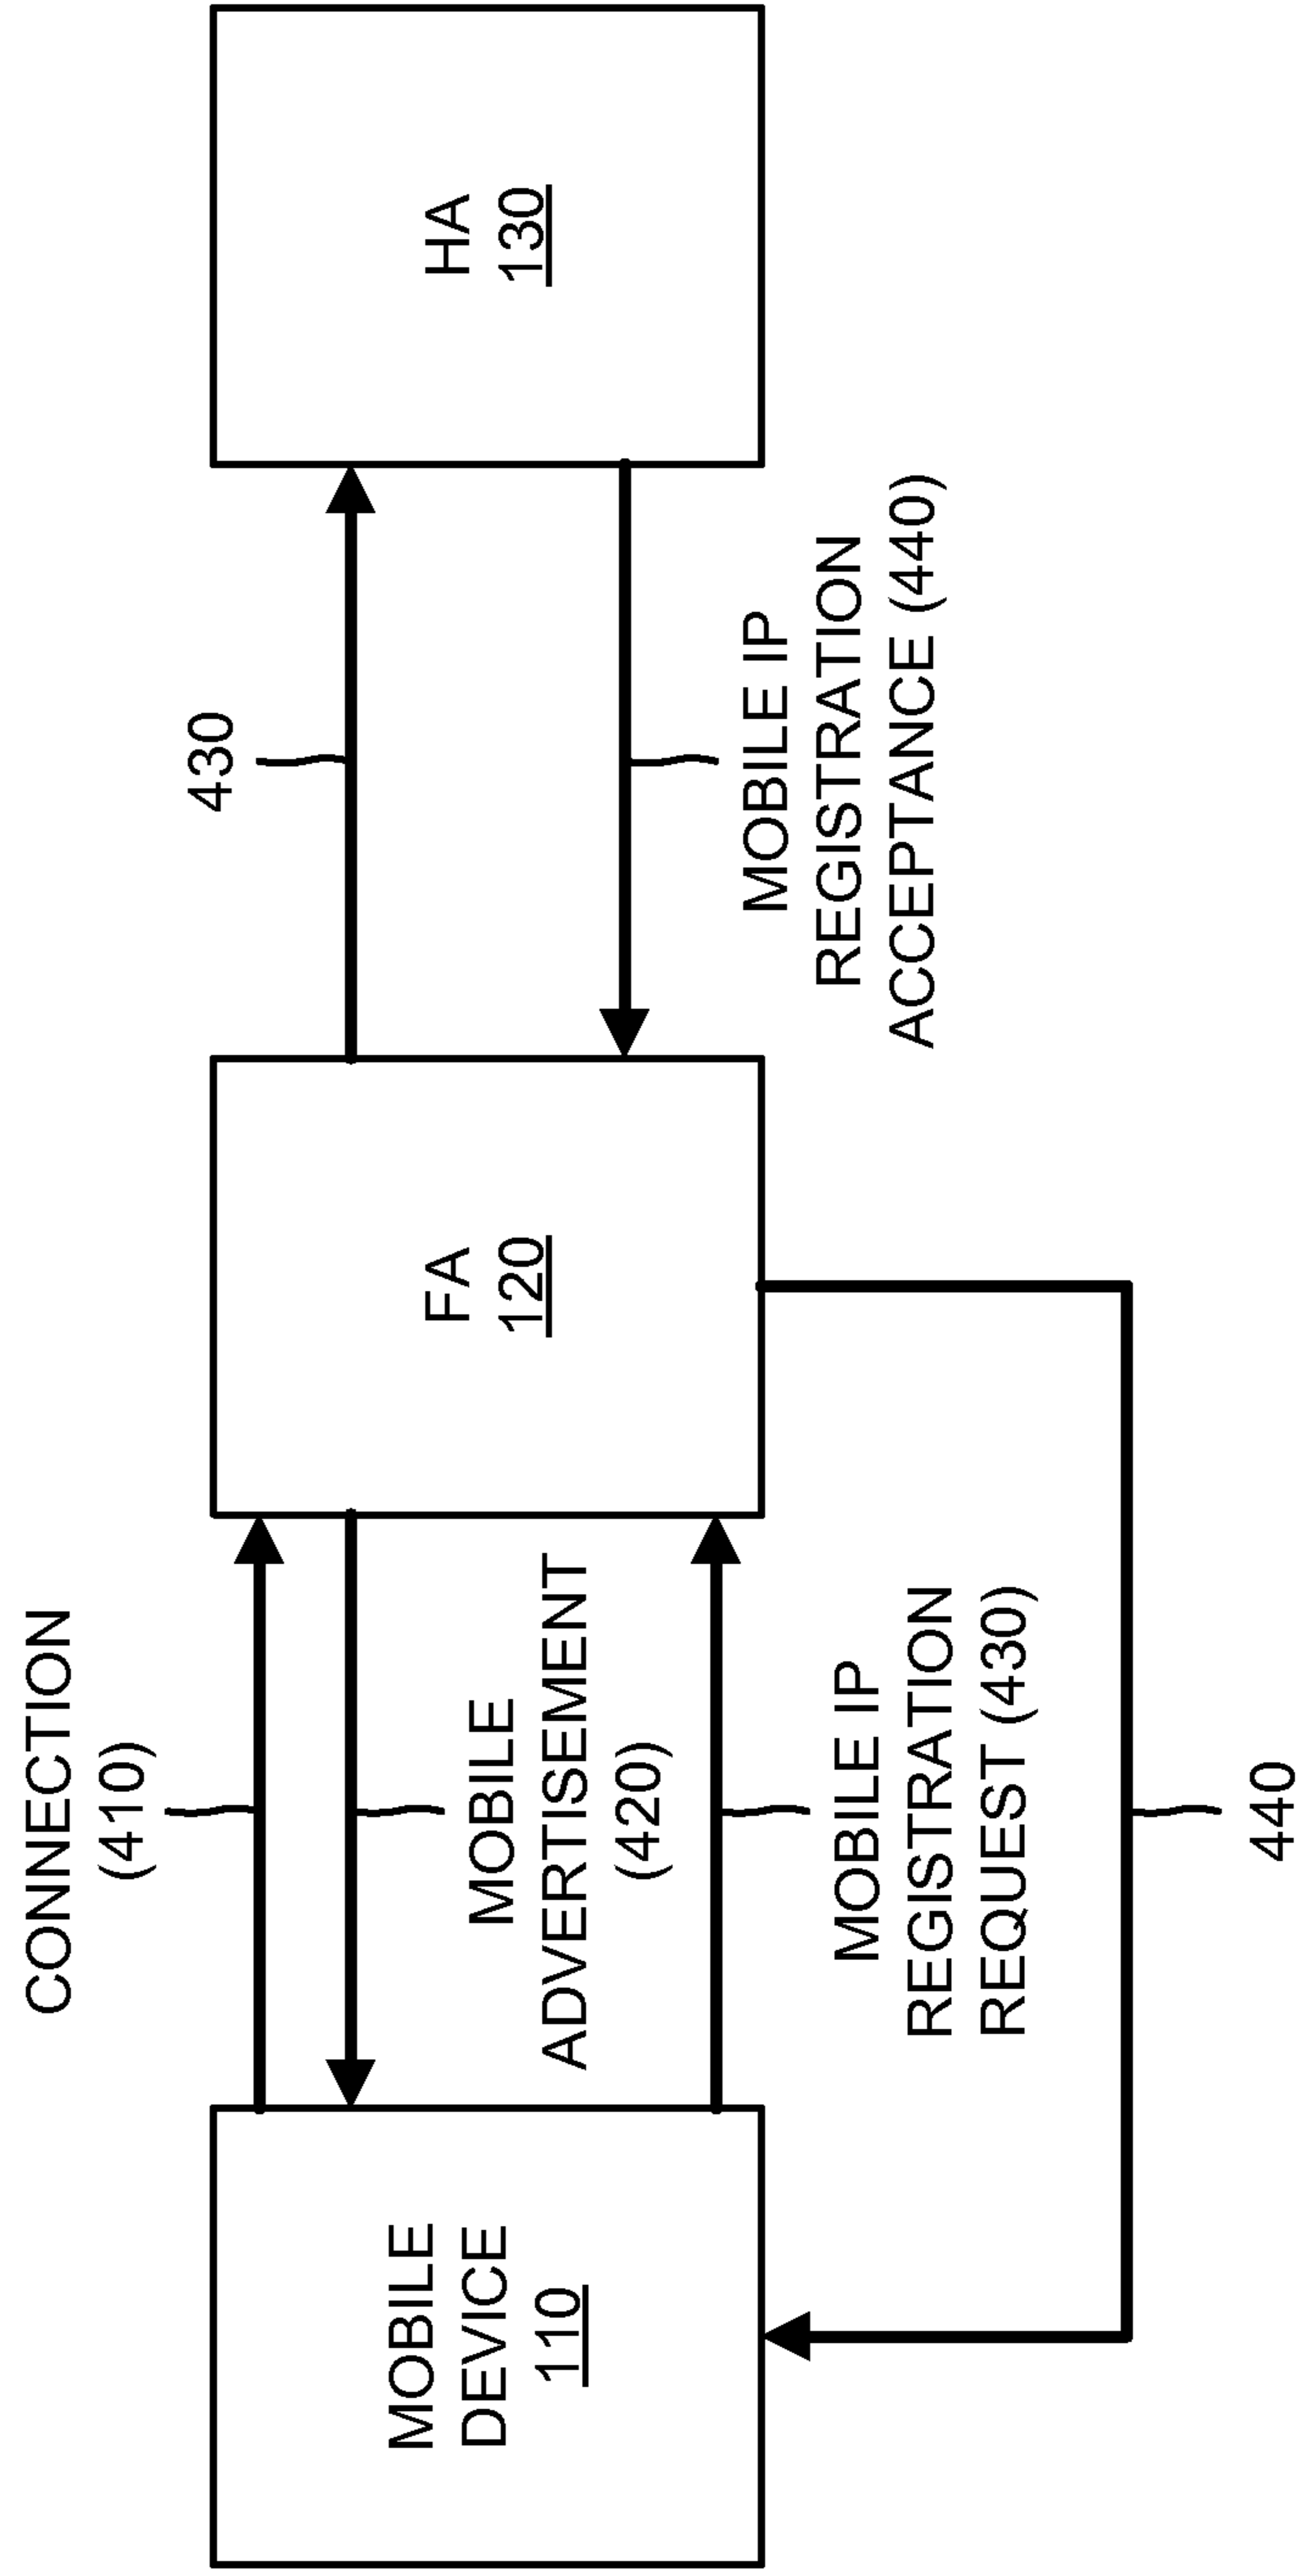 CONNECTION
(410)
430
MOBILE
DEVICE
110
FA
120
HA
130
MOBILE
ADVERTISEMENT
(420)
MOBILE IP
REGISTRATION
REQUEST (430)
MOBILE IP
REGISTRATION
ACCEPTANCE (440)
440